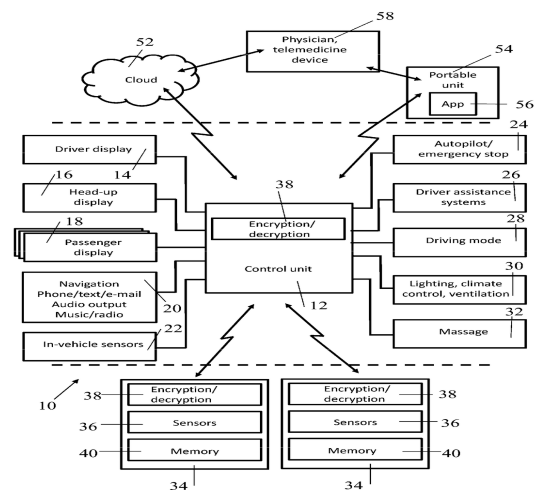 52
58
54
Physician,
telemedicine
device
Cloud
Portable
unit
App
56
24
Driver display
14
Autopilot/
emergency stop
16
Head-up
display
38
26
Driver assistance
systems
18
Passenger
display
Encryption/
decryption
28
Driving mode
Control unit
12
Navigation
Phone/text/e-mail
Audio output
Music/radio
20
30
Lighting, climate
control, ventilation
22
In-vehicle sensors
32
Massage
10
38
Encryption/
decryption
36
Sensors
40
Memory
34
Encryption/
decryption
38
Sensors
36
Memory
40
34